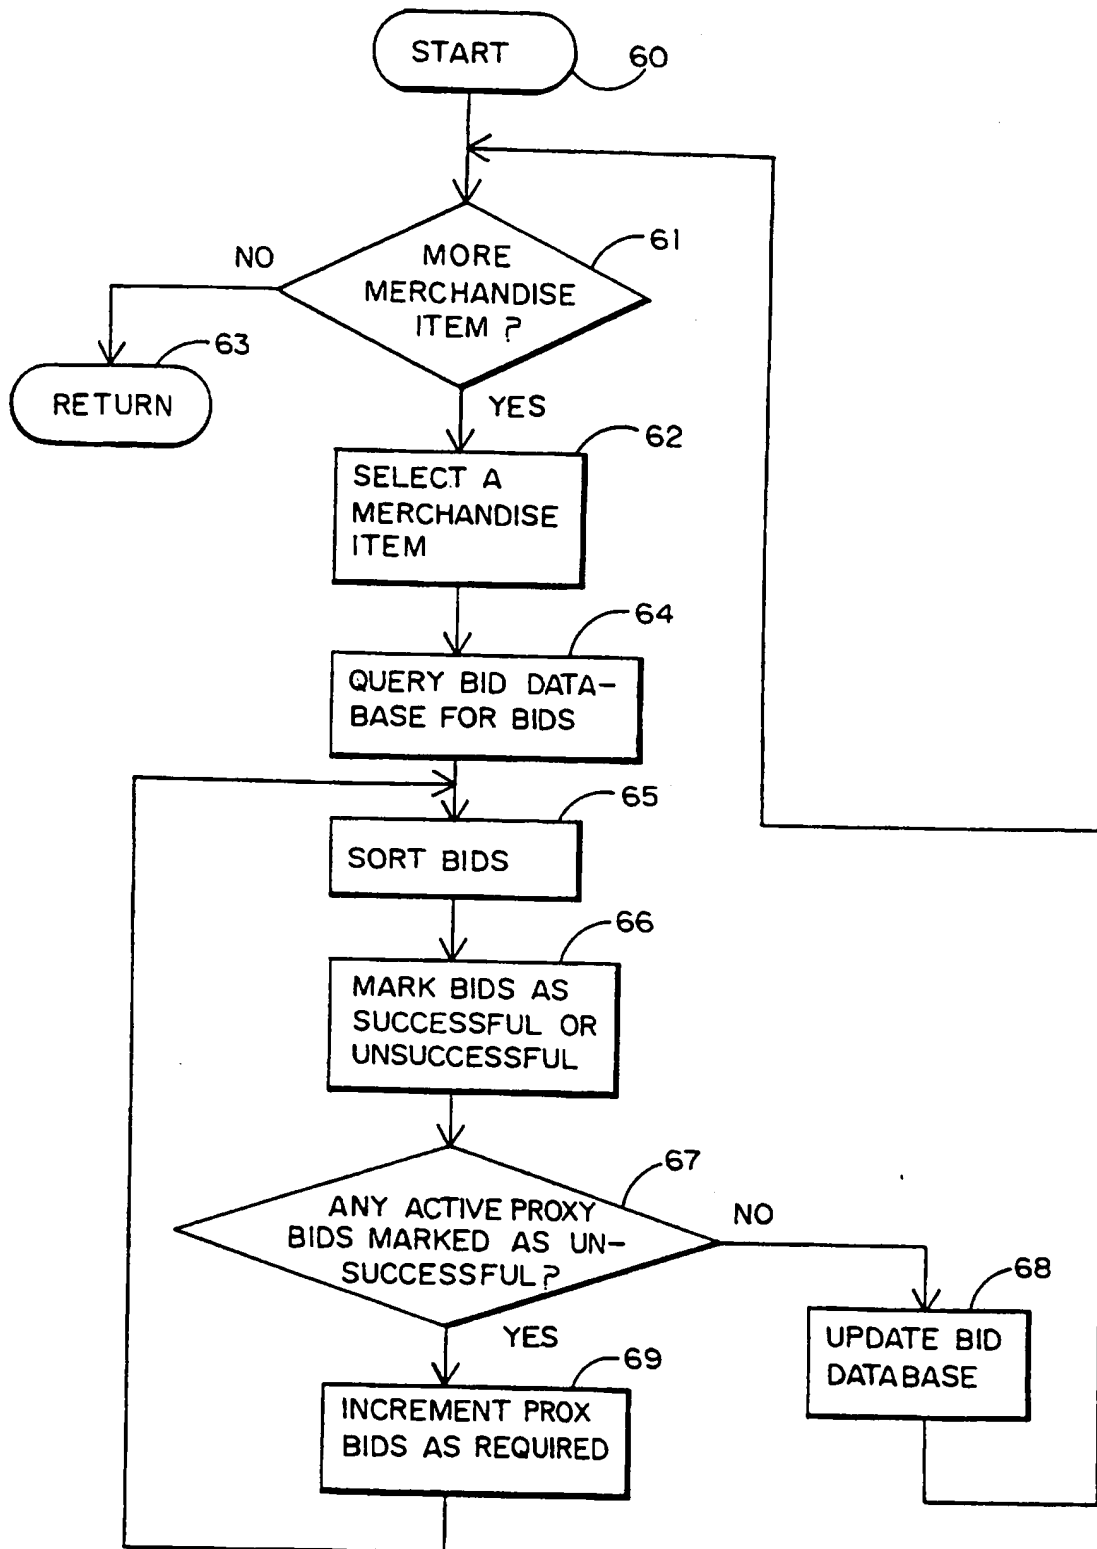 START
60
61
NO
MORE
MERCHANDISE
ITEM ?
63
RETURN
YES
62
SELECT A
MERCHANDISE
ITEM
64
QUERY BID DATA-
BASE FOR BIDS
65
SORT BIDS
66
MARK BIDS AS
SUCCESSFUL OR
UNSUCCESSFUL
67
ANY ACTIVE PROXY
BIDS MARKED AS UN-
SUCCESSFUL?
NO
68
UPDATE BID
DATABASE
YES
69
INCREMENT PROX
BIDS AS REQUIRED